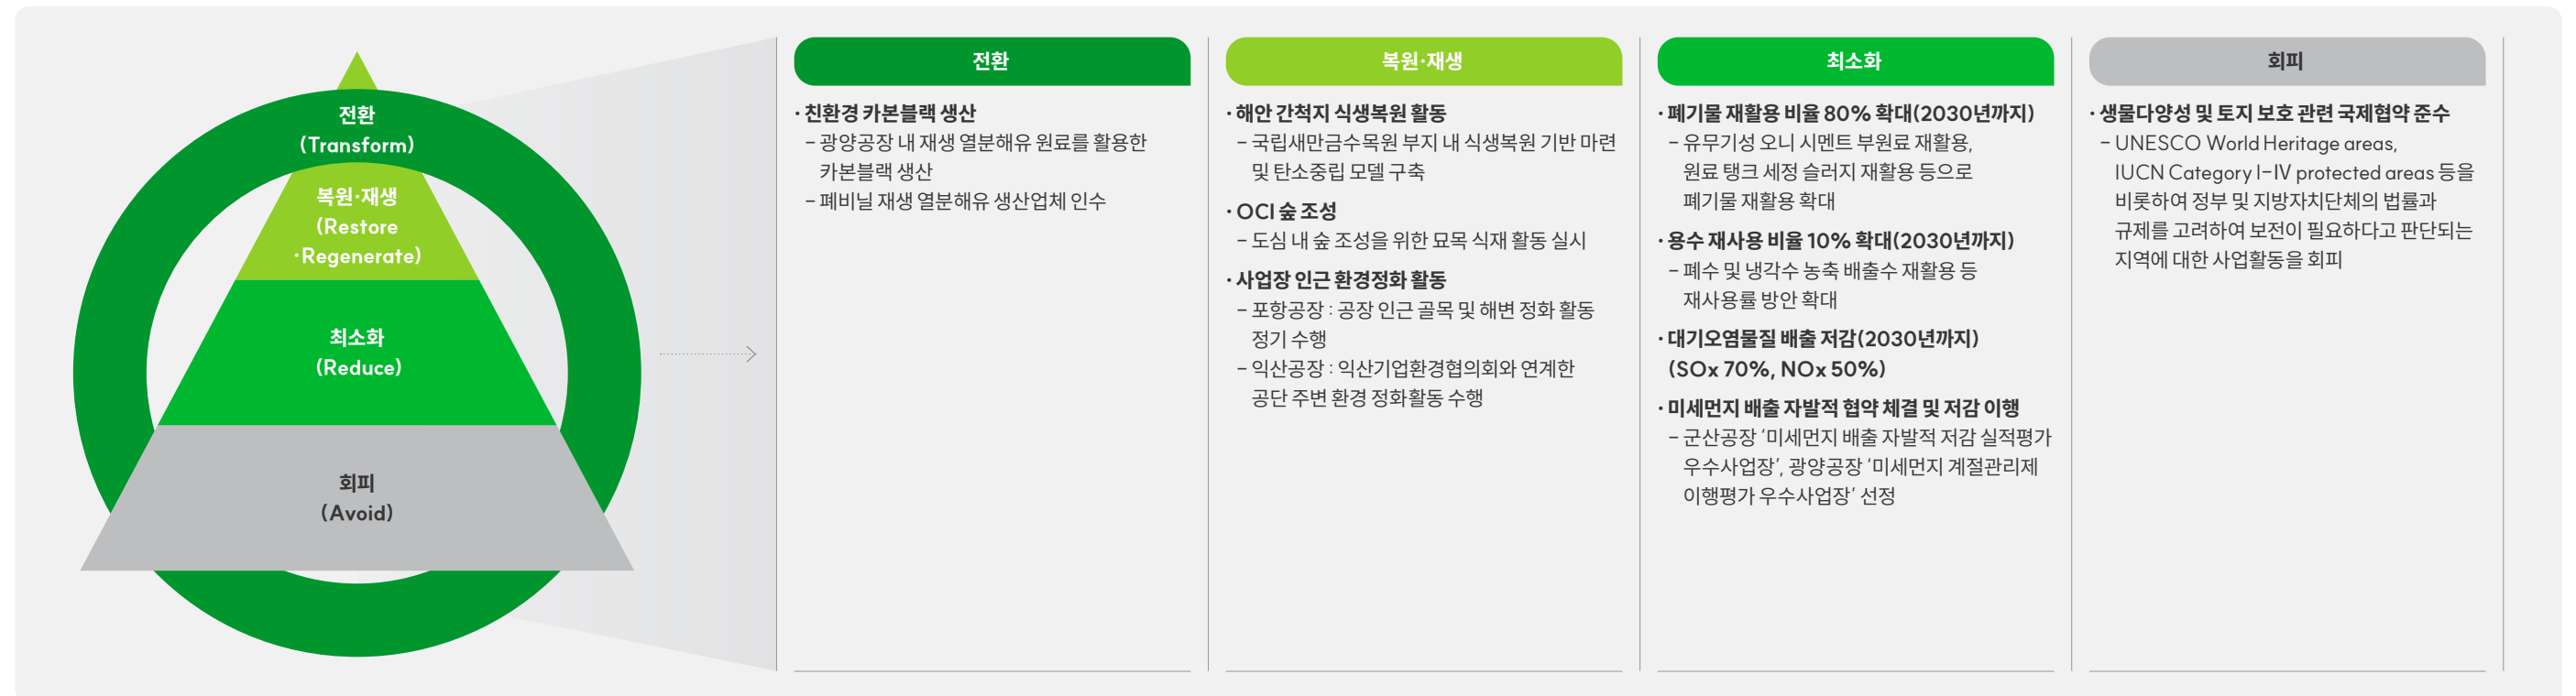 전환
(Transform)
복원·재생
(Restore
·Regenerate)
최소화
(Reduce)
회피
(Avoid)
전환
· 친환경 카본블랙 생산
– 광양공장 내 재생 열분해유 원료를 활용한
카본블랙 생산
– 폐비닐 재생 열분해유 생산업체 인수
복원·재생
· 해안 간척지 식생복원 활동
– 국립새만금수목원 부지 내 식생복원 기반 마련
및 탄소중립 모델 구축
· OCI 숲 조성
– 도심 내 숲 조성을 위한 묘목 식재 활동 실시
· 사업장 인근 환경정화 활동
– 포항공장 : 공장 인근 골목 및 해변 정화 활동
정기 수행
– 익산공장 : 익산기업환경협의회와 연계한
공단 주변 환경 정화활동 수행
최소화
· 폐기물 재활용 비율 80% 확대(2030년까지)
– 유무기성 오니 시멘트 부원료 재활용,
원료 탱크 세정 슬러지 재활용 등으로
폐기물 재활용 확대
· 용수 재사용 비율 10% 확대(2030년까지)
– 폐수 및 냉각수 농축 배출수 재활용 등
재사용률 방안 확대
· 대기오염물질 배출 저감(2030년까지)
(SOx 70%, NOx 50%)
· 미세먼지 배출 자발적 협약 체결 및 저감 이행
– 군산공장 ‘미세먼지 배출 자발적 저감 실적평가
우수사업장’, 광양공장 ‘미세먼지 계절관리제
이행평가 우수사업장’ 선정
회피
· 생물다양성 및 토지 보호 관련 국제협약 준수
– UNESCO World Heritage areas,
IUCN Category I-IV protected areas 등을
비롯하여 정부 및 지방자치단체의 법률과
규제를 고려하여 보전이 필요하다고 판단되는
지역에 대한 사업활동을 회피